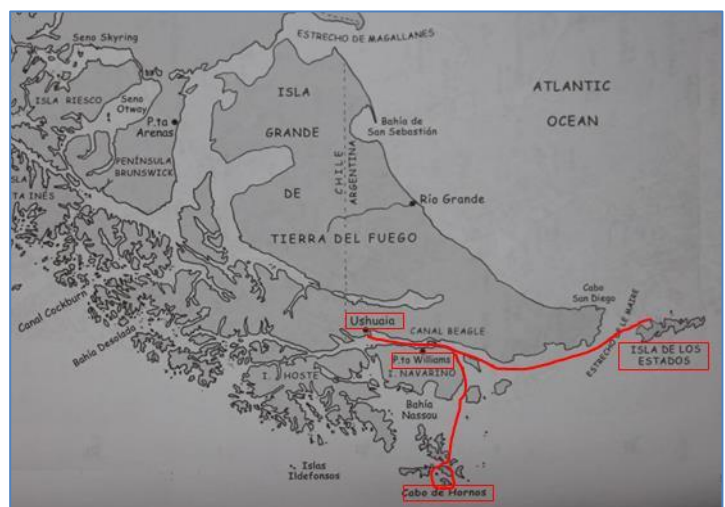 Seno Skyring
ESTRECHO DE MAGALLANES
ISLA RIESCO
Seno
Otway
P.ta
Arenas
PENÍNSULA
BRUNSWICK
TA INÉS
ISLA
GRANDE
DE
TIERRA DEL FUEGO
CHILE
ARGENTINA
Bahía de
San Sebastián
Río Grande
ATLANTIC
OCEAN
Canal Cockburn
Bahía Desolada
Ushuaia
CANAL BEAGLE
P.ta Williams
I. NAVARINO
I. HOSTE
Bahía
Nassau
Cabo
San Diego
ESTRECHO DE LE MAIRE
ISLA DE LOS
ESTADOS
Islas
Ildefonsos
Cabo de Hornos